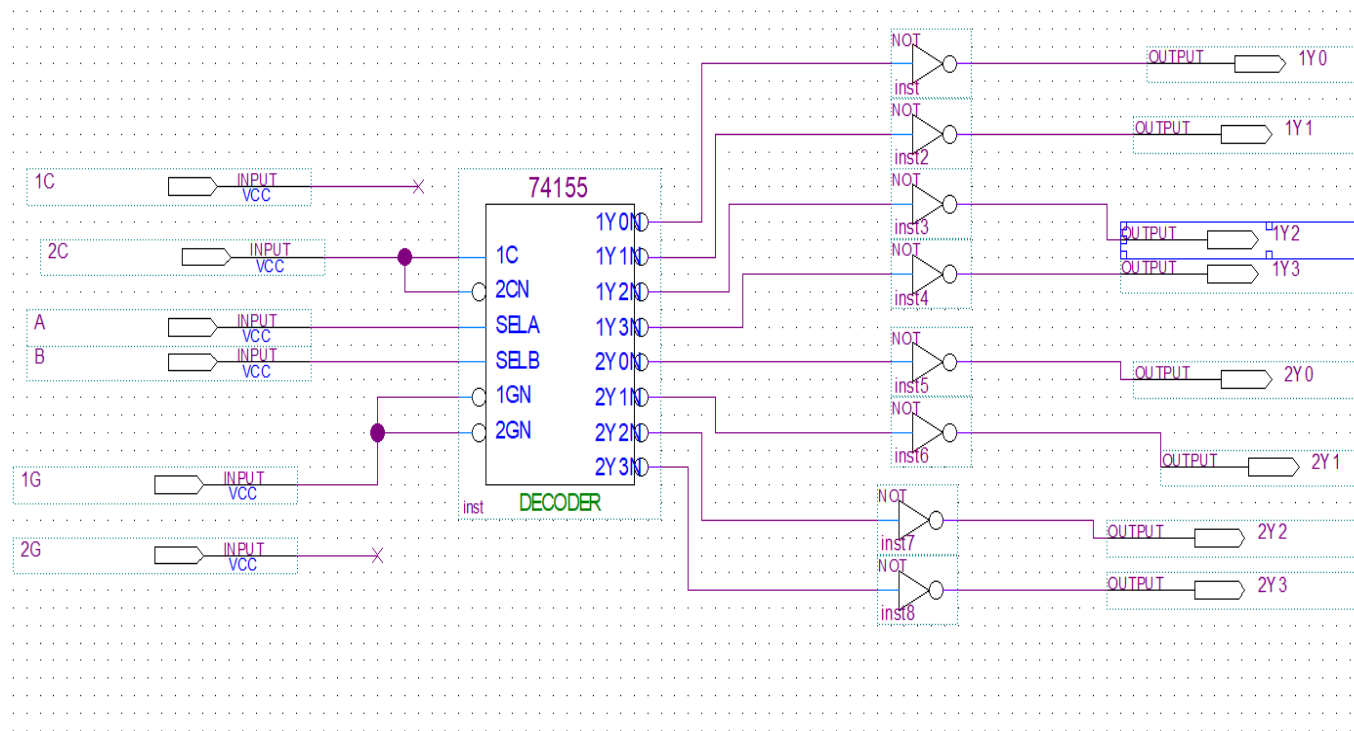 NOT
OUTPUT 1Y0
inst
NOT
OUTPUT 1Y1
inst2
1C INPUT
VCC
74155
NOT
inst3
1Y0N
OUTPUT 1Y2
2C INPUT
VCC
1C 1Y1N
NOT
OUTPUT 1Y3
inst4
2CN 1Y2N
A INPUT
VCC
SELA 1Y3N
NOT
B INPUT
VCC
SELB 2Y0N
OUTPUT 2Y0
inst5
1GN 2Y1N
NOT
2GN 2Y2N
inst6
OUTPUT 2Y1
2Y3N
1G INPUT
VCC
inst DECODER
NOT
OUTPUT 2Y2
inst7
2G INPUT
VCC
NOT
OUTPUT 2Y3
inst8